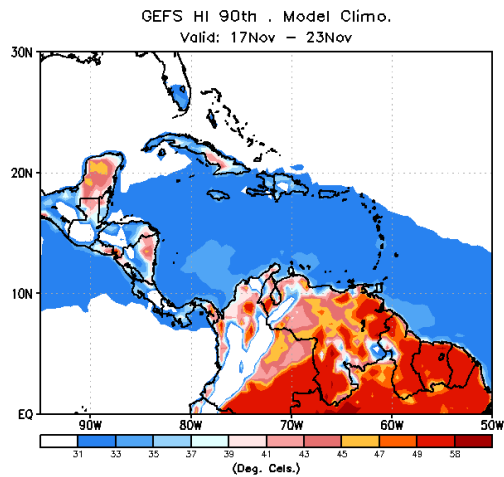 GEFS HI 90th . Model Climo.
Valid: 17Nov – 23Nov
30N
20N
10N
EQ
90W 80W 70W 60W 50W
31 33 35 37 39 41 43 45 47 49 58
(Deg. Cels.)